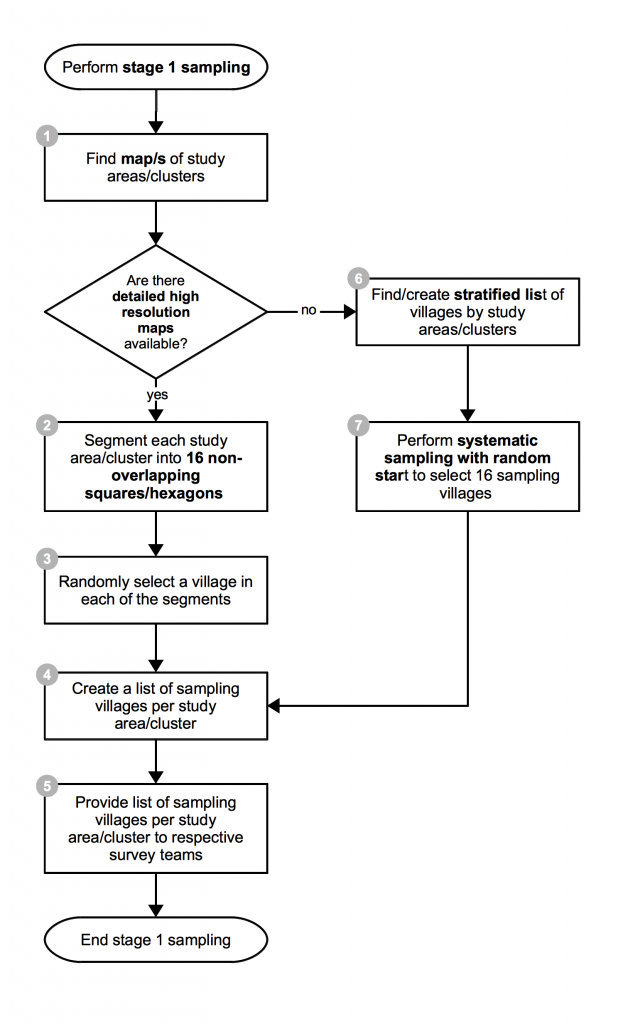 Perform stage 1 sampling
1
Find map/s of study
areas/clusters
Are there
detailed high
resolution
maps
available?
no
6
Find/create stratified list of
villages by study
areas/clusters
yes
2
Segment each study
area/cluster into 16 non-
overlapping
squares/hexagons
7
Perform systematic
sampling with random
start to select 16 sampling
villages
3
Randomly select a village in
each of the segments
4
Create a list of sampling
villages per study
area/cluster
5
Provide list of sampling
villages per study
area/cluster to respective
survey teams
End stage 1 sampling